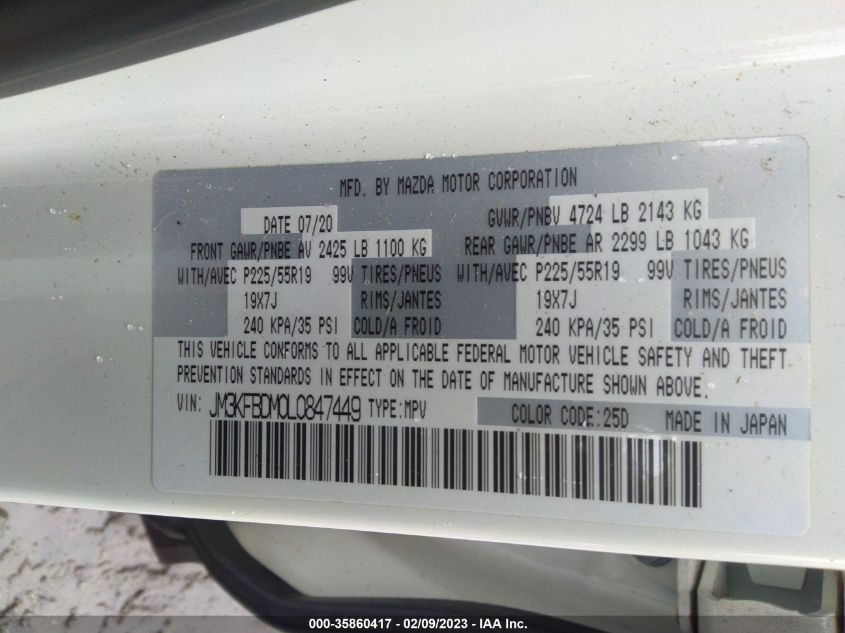 MFD. BY MAZDA MOTOR CORPORATION
DATE 07/20 GVWR/PNBV 4724 LB 2143 KG
FRONT GAWR/PNBE AV 2425 LB 1100 KG REAR GAWR/PNBE AR 2299 LB 1043 KG
WITH/AVEC P225/55R19 99V TIRES/PNEUS WITH/AVEC P225/55R19 99V TIRES/PNEUS
19X7J RIMS/JANTES 19X7J RIMS/JANTES
240 KPA/35 PSI COLD/A FROID 240 KPA/35 PSI COLD/A FROID
THIS VEHICLE CONFORMS TO ALL APPLICABLE FEDERAL MOTOR VEHICLE SAFETY AND THEFT
PREVENTION STANDARDS IN EFFECT ON THE DATE OF MANUFACTURE SHOWN ABOVE.
VIN: JM3KFBDM0L0847449 TYPE:MPV COLOR CODE:25D MADE IN JAPAN
000-35860417 - 02/09/2023 - IAA Inc.